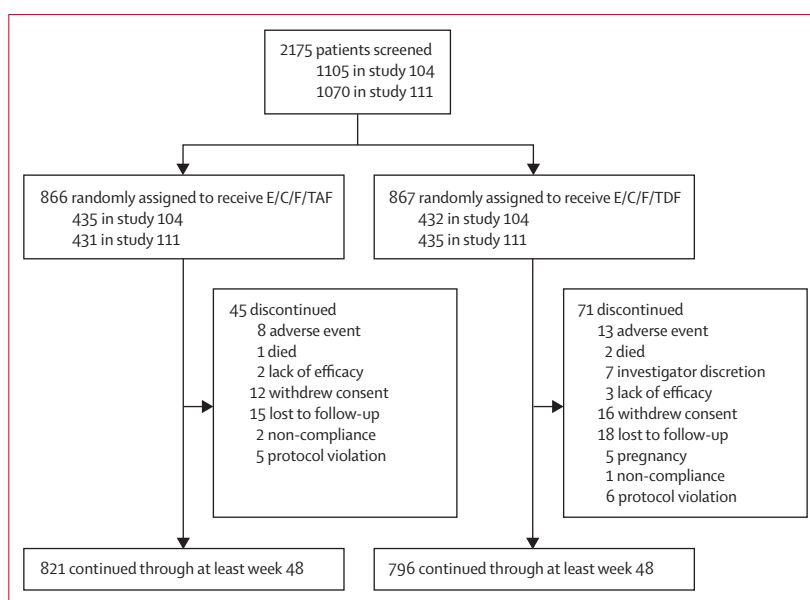 2175 patients screened
1105 in study 104
1070 in study 111
866 randomly assigned to receive E/C/F/TAF
435 in study 104
431 in study 111
867 randomly assigned to receive E/C/F/TDF
432 in study 104
435 in study 111
45 discontinued
8 adverse event
1 died
2 lack of efficacy
12 withdrew consent
15 lost to follow-up
2 non-compliance
5 protocol violation
71 discontinued
13 adverse event
2 died
7 investigator discretion
3 lack of efficacy
16 withdrew consent
18 lost to follow-up
5 pregnancy
1 non-compliance
6 protocol violation
821 continued through at least week 48
796 continued through at least week 48